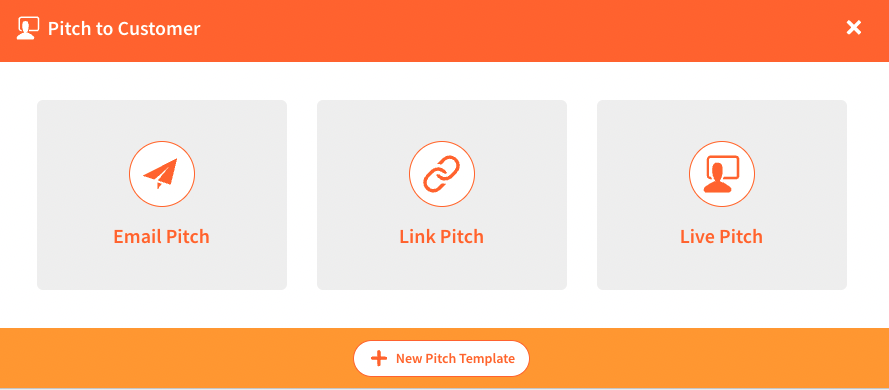 Pitch to Customer
Email Pitch
Link Pitch
Live Pitch
New Pitch Template